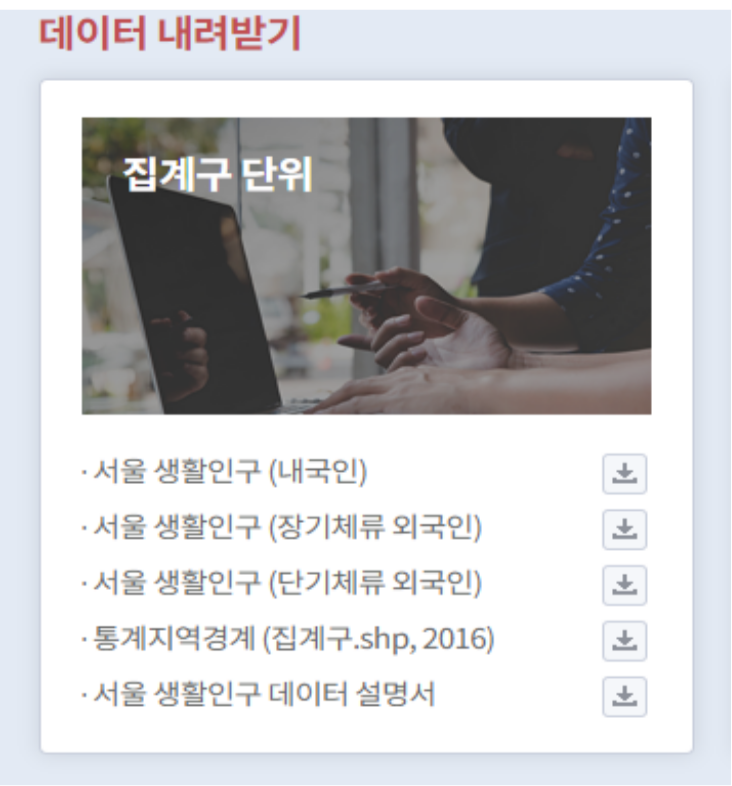 데이터 내려받기
집계구 단위
· 서울 생활인구 (내국인)
· 서울 생활인구 (장기체류 외국인)
· 서울 생활인구 (단기체류 외국인)
· 통계지역경계 (집계구.shp, 2016)
· 서울 생활인구 데이터 설명서